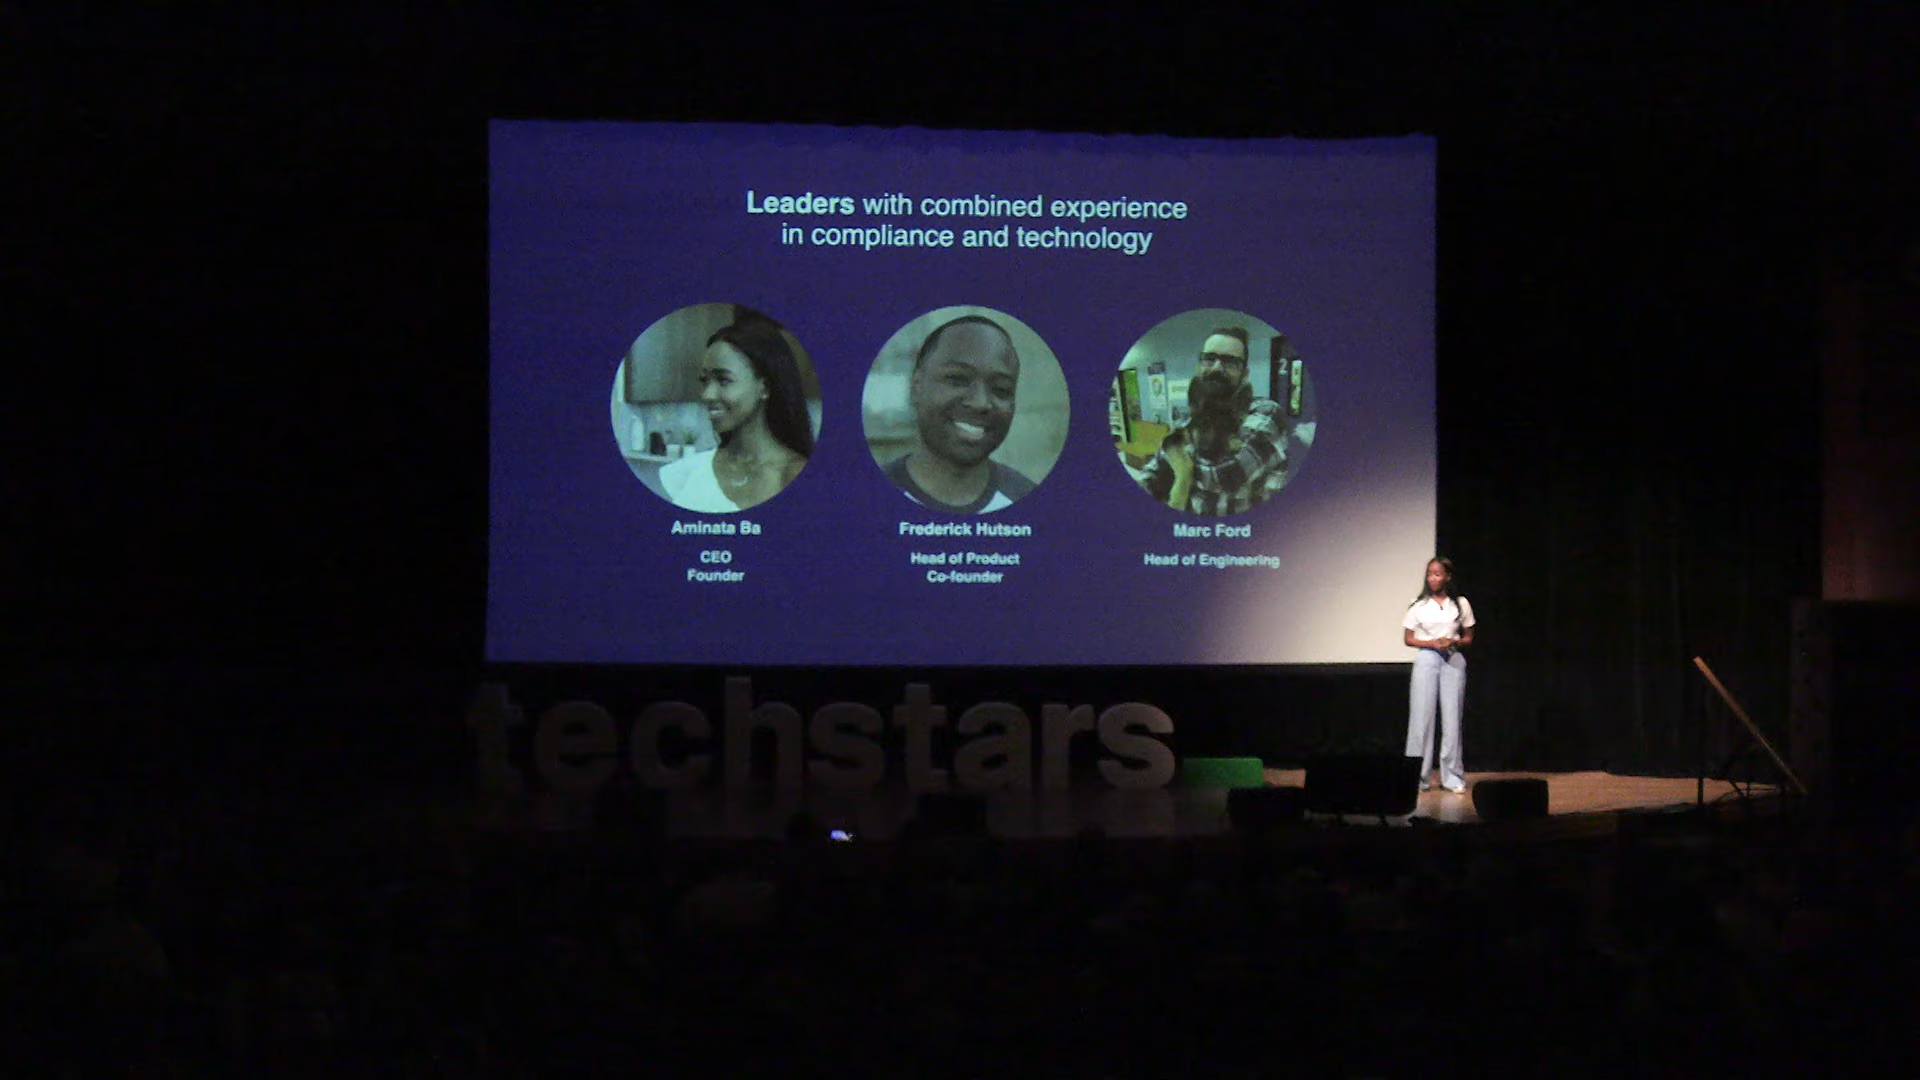 Leaders with combined experience
in compliance and technology
2
Aminata Ba
CEO
Founder
Frederick Hutson
Head of Product
Co-founder
Marc Ford
Head of Engineering
techstars